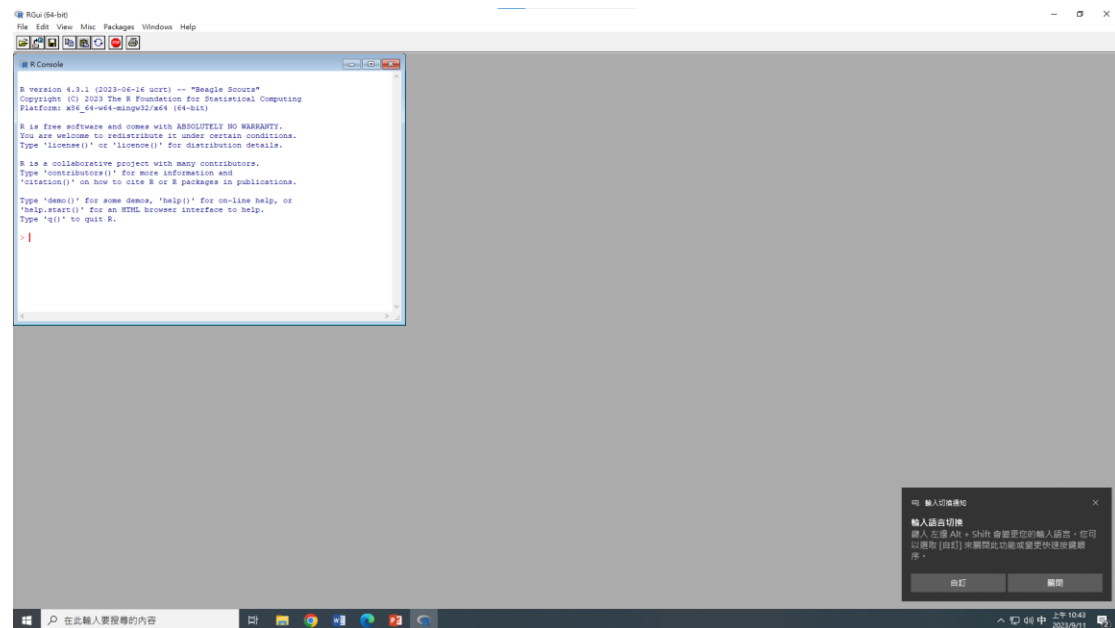 RGui (64-bit)
File Edit View Misc Packages Windows Help
STOP
R Console
R version 4.3.1 (2023-06-16 ucrt) -- "Beagle Scouts"
Copyright (C) 2023 The R Foundation for Statistical Computing
Platform: x86_64-w64-mingw32/x64 (64-bit)
R is free software and comes with ABSOLUTELY NO WARRANTY.
You are welcome to redistribute it under certain conditions.
Type 'license()' or 'licence()' for distribution details.
R is a collaborative project with many contributors.
Type 'contributors()' for more information and
'citation()' on how to cite R or R packages in publications.
Type 'demo()' for some demos, 'help()' for on-line help, or
'help.start()' for an HTML browser interface to help.
Type 'q()' to quit R.
>
輸入切換通知
輸入語言切換
鍵入 左邊 Alt + Shift 會變更您的輸入語言。您可
以選取 [自訂] 來關閉此功能或變更快速按鍵順
序。
自訂 關閉
在此輸入要搜尋的內容
中 上午 10:43
2023/9/11